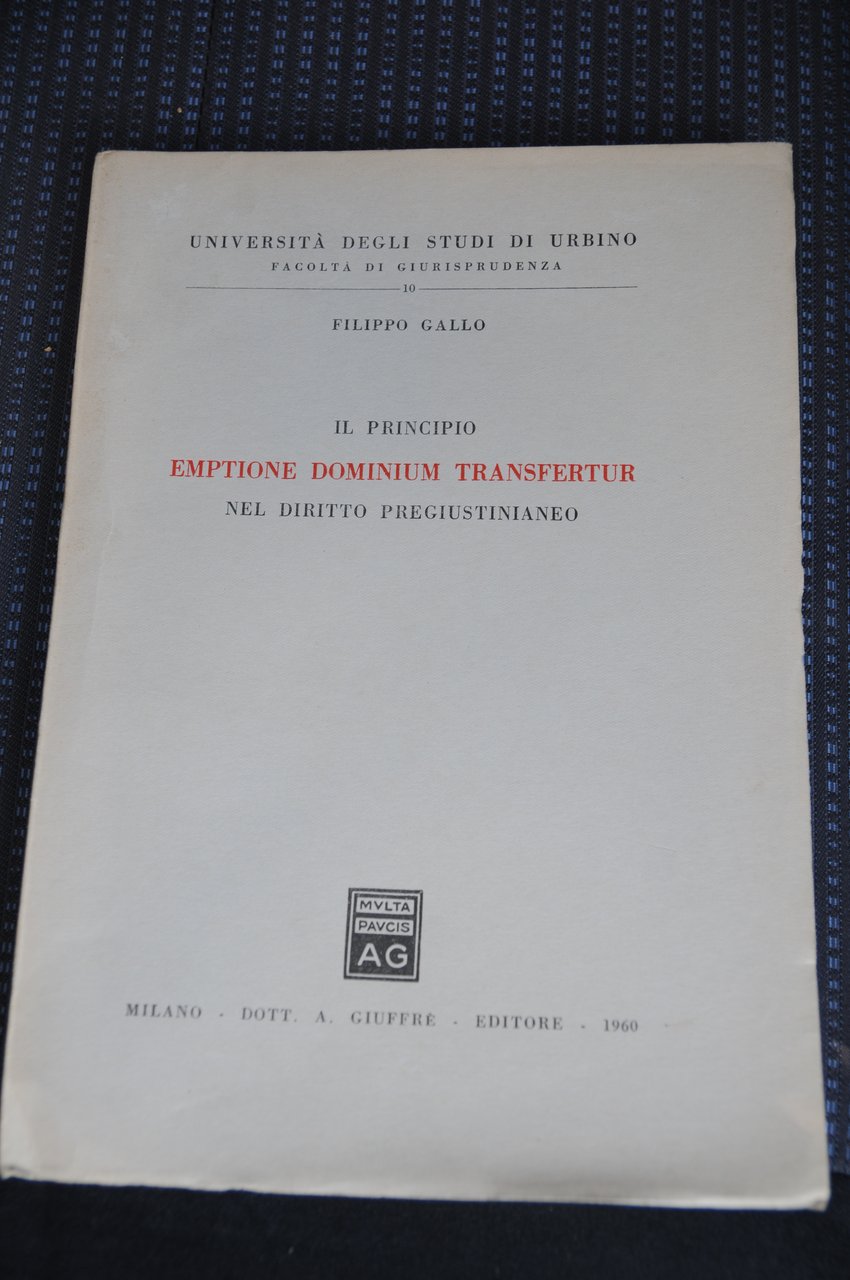 UNIVERSITÀ DEGLI STUDI DI URBINO
FACOLTÀ DI GIURISPRUDENZA
10
FILIPPO GALLO
IL PRINCIPIO
EMPTIONE DOMINIUM TRANSFERTUR
NEL DIRITTO PREGIUSTINIANEO
MVLTA
PAVCIS
AG
MILANO - DOTT. A. GIUFFRÈ - EDITORE - 1960